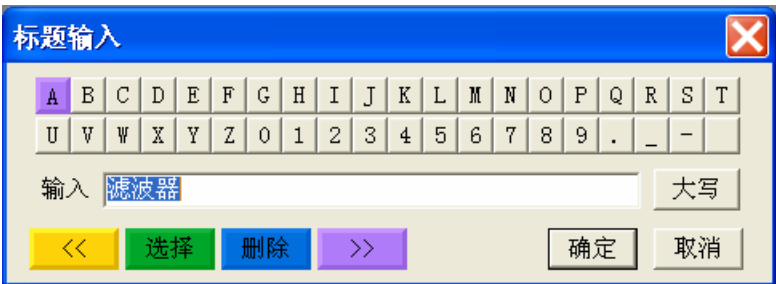 标题输入
A B C D E F G H I J K L M N O P Q R S T
U V W X Y Z 0 1 2 3 4 5 6 7 8 9 . _ -
输入 滤波器 大写
<< 选择 删除 >> 确定 取消